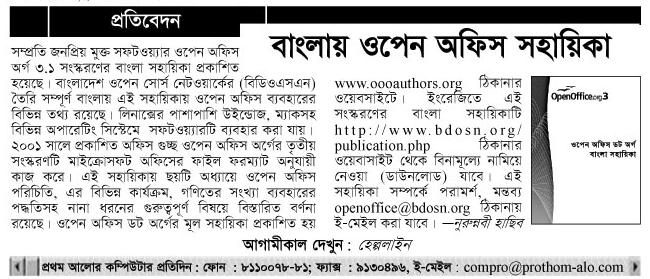 প্রতিবেদন
বাংলায় ওপেন অফিস সহায়িকা
সম্প্রতি জনপ্রিয় মুক্ত সফটওয়্যার ওপেন অফিস
অর্গ ৩.১ সংস্করণের বাংলা সহায়িকা প্রকাশিত
হয়েছে। বাংলাদেশ ওপেন সোর্স নেটওয়ার্কের (বিডিওএসএন)
তৈরি সম্পূর্ণ বাংলায় এই সহায়িকায় ওপেন অফিস ব্যবহারের
বিভিন্ন তথ্য রয়েছে। লিনাক্সের পাশাপাশি উইন্ডোজ, ম্যাকসহ
বিভিন্ন অপারেটিং সিস্টেমে সফটওয়্যারটি ব্যবহার করা যায়।
২০০১ সালে প্রকাশিত অফিস গুচ্ছ ওপেন অফিস অর্গের তৃতীয়
সংস্করণটি মাইক্রোসফট অফিসের ফাইল ফরম্যাট অনুযায়ী
কাজ করে। এই সহায়িকায় ছয়টি অধ্যায়ে ওপেন অফিস
পরিচিতি, এর বিভিন্ন কার্যক্রম, গণিতের সংখ্যা ব্যবহারের
পদ্ধতিসহ নানা ধরনের গুরুত্বপূর্ণ বিষয়ে বিস্তারিত বর্ণনা
রয়েছে। ওপেন অফিস ডট অর্গের মূল সহায়িকা প্রকাশিত হয়
www.oooauthors.org ঠিকানার
ওয়েবসাইটে। ইংরেজিতে এই
সংস্করণের বাংলা সহায়িকাটি
http://www.bdosn.org/
publication.php ঠিকানার
ওয়েবসাইট থেকে বিনামূল্যে নামিয়ে
নেওয়া (ডাউনলোড) যাবে। এই
সহায়িকা সম্পর্কে পরামর্শ, মন্তব্য
openoffice@bdosn.org ঠিকানায়
ই-মেইল করা যাবে। —নুরুন্নবী হাছিব
OpenOffice.org 3
ওপেন অফিস ডট অর্গ
বাংলা সহায়িকা
আগামীকাল দেখুন : হেল্পলাইন
প্রথম আলোর কম্পিউটার প্রতিদিন : ফোন : ৮১১০০৭৮-৮১; ফ্যাক্স : ৯১৩০৪৯৬, ই-মেইল : compro@prothom-alo.com